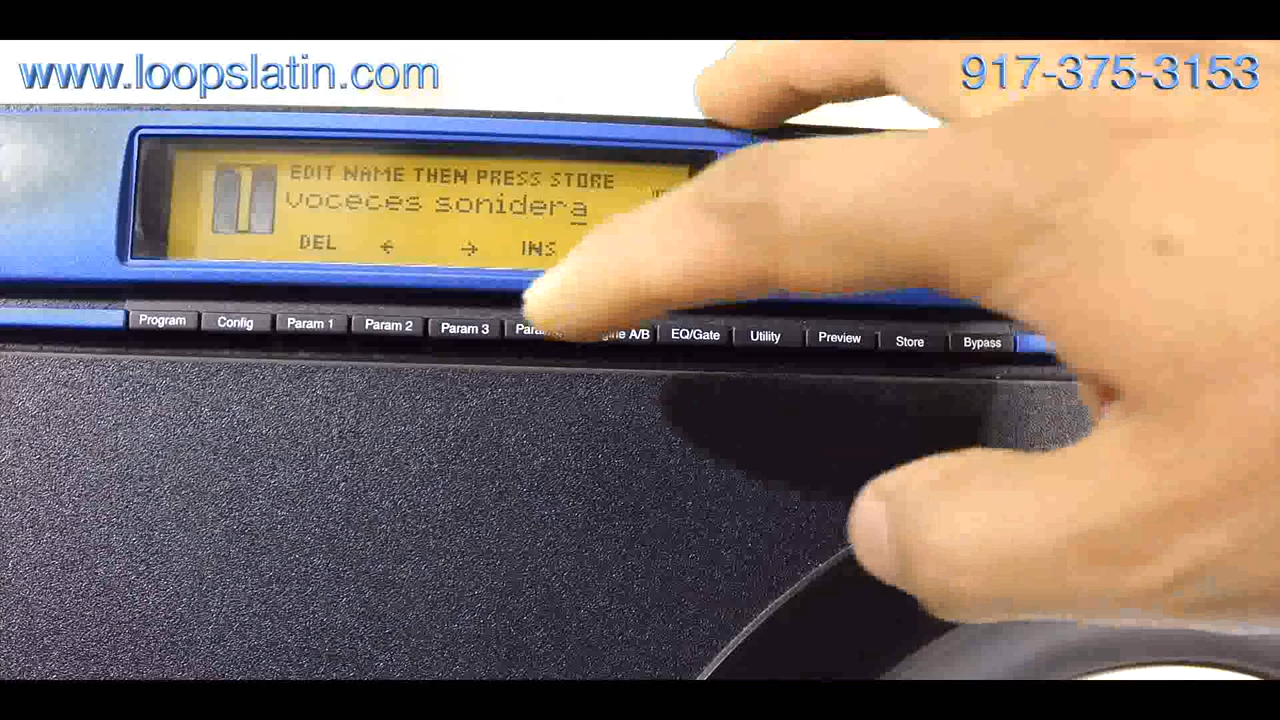 www.loopslatin.com
917-375-3153
EDIT NAME THEN PRESS STORE
voceces sonidera
DEL ← → INS
Program Config Param 1 Param 2 Param 3 A/B EQ/Gate Utility Preview Store Bypass